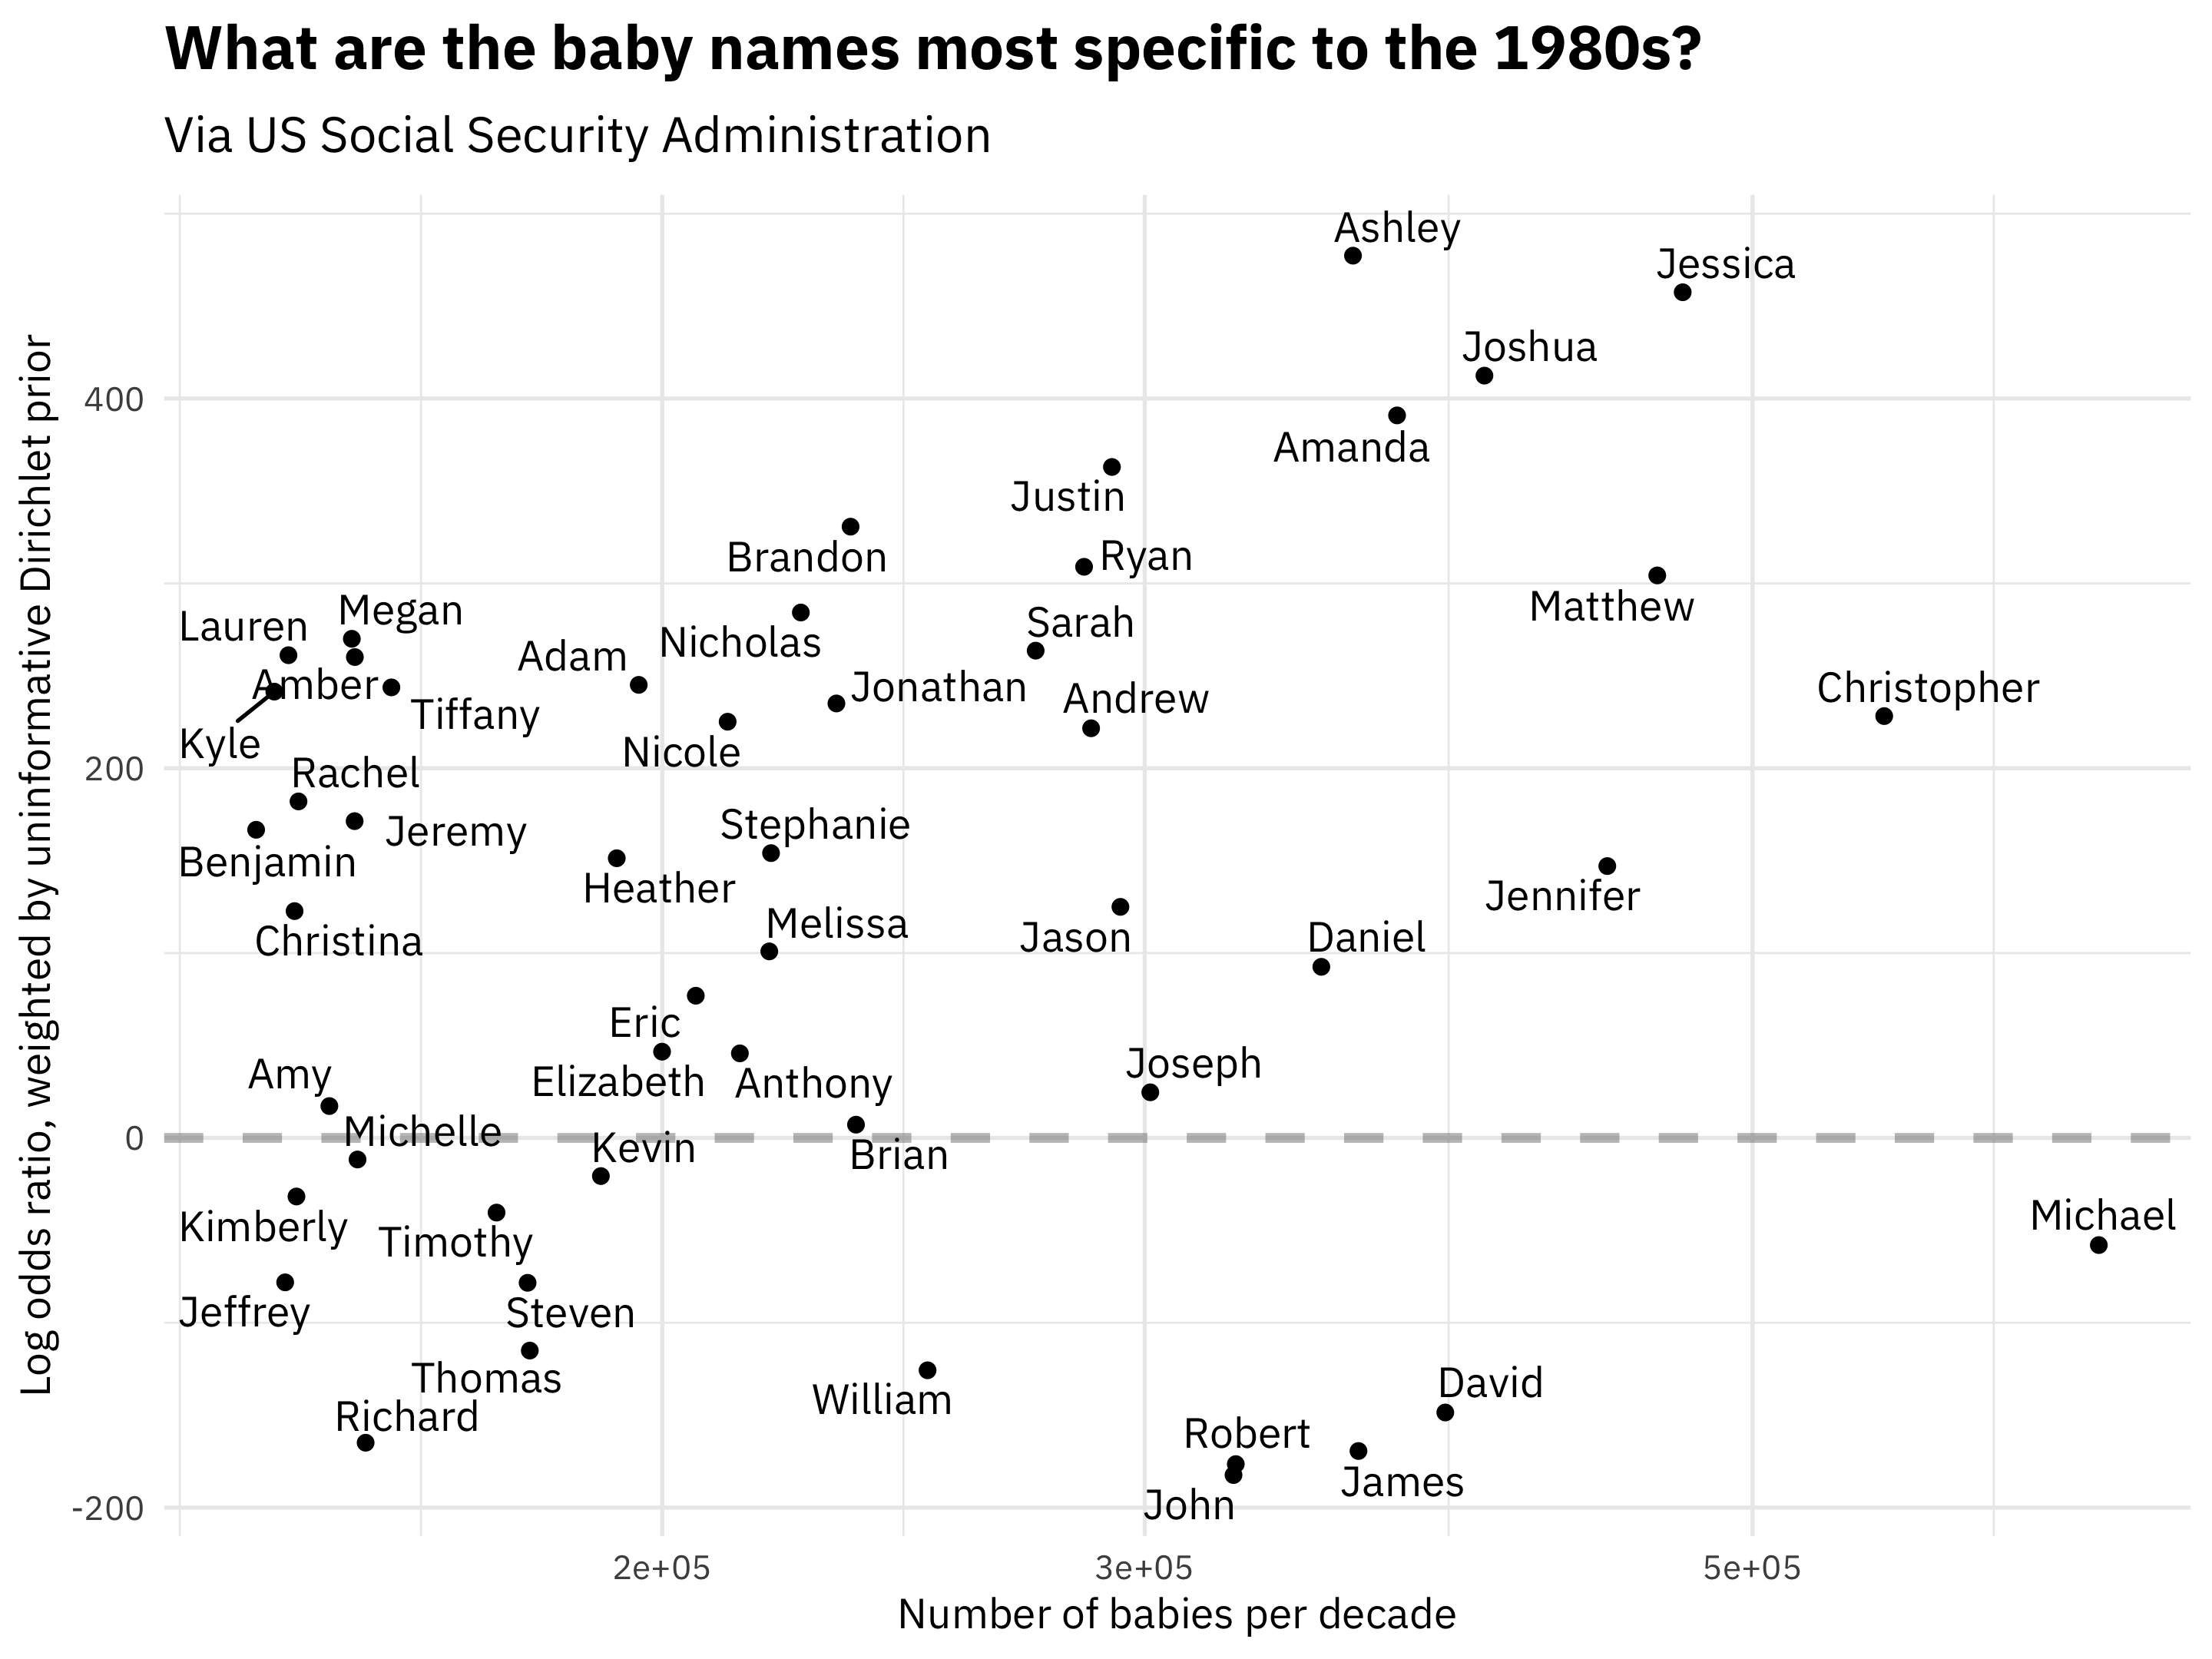 What are the baby names most specific to the 1980s?
Via US Social Security Administration
Log odds ratio, weighted by uninformative Dirichlet prior
400
200
0
-200
Ashley
Jessica
Joshua
Amanda
Justin
Brandon
Ryan
Matthew
Megan
Lauren
Sarah
Nicholas
Adam
Amber
Jonathan
Christopher
Andrew
Tiffany
Kyle
Nicole
Rachel
Stephanie
Jeremy
Benjamin
Heather
Jennifer
Melissa
Jason
Daniel
Christina
Eric
Joseph
Amy
Elizabeth
Anthony
Michelle
Kevin
Brian
Michael
Kimberly
Timothy
Jeffrey
Steven
Thomas
David
William
Richard
Robert
James
John
2e+05
3e+05
5e+05
Number of babies per decade